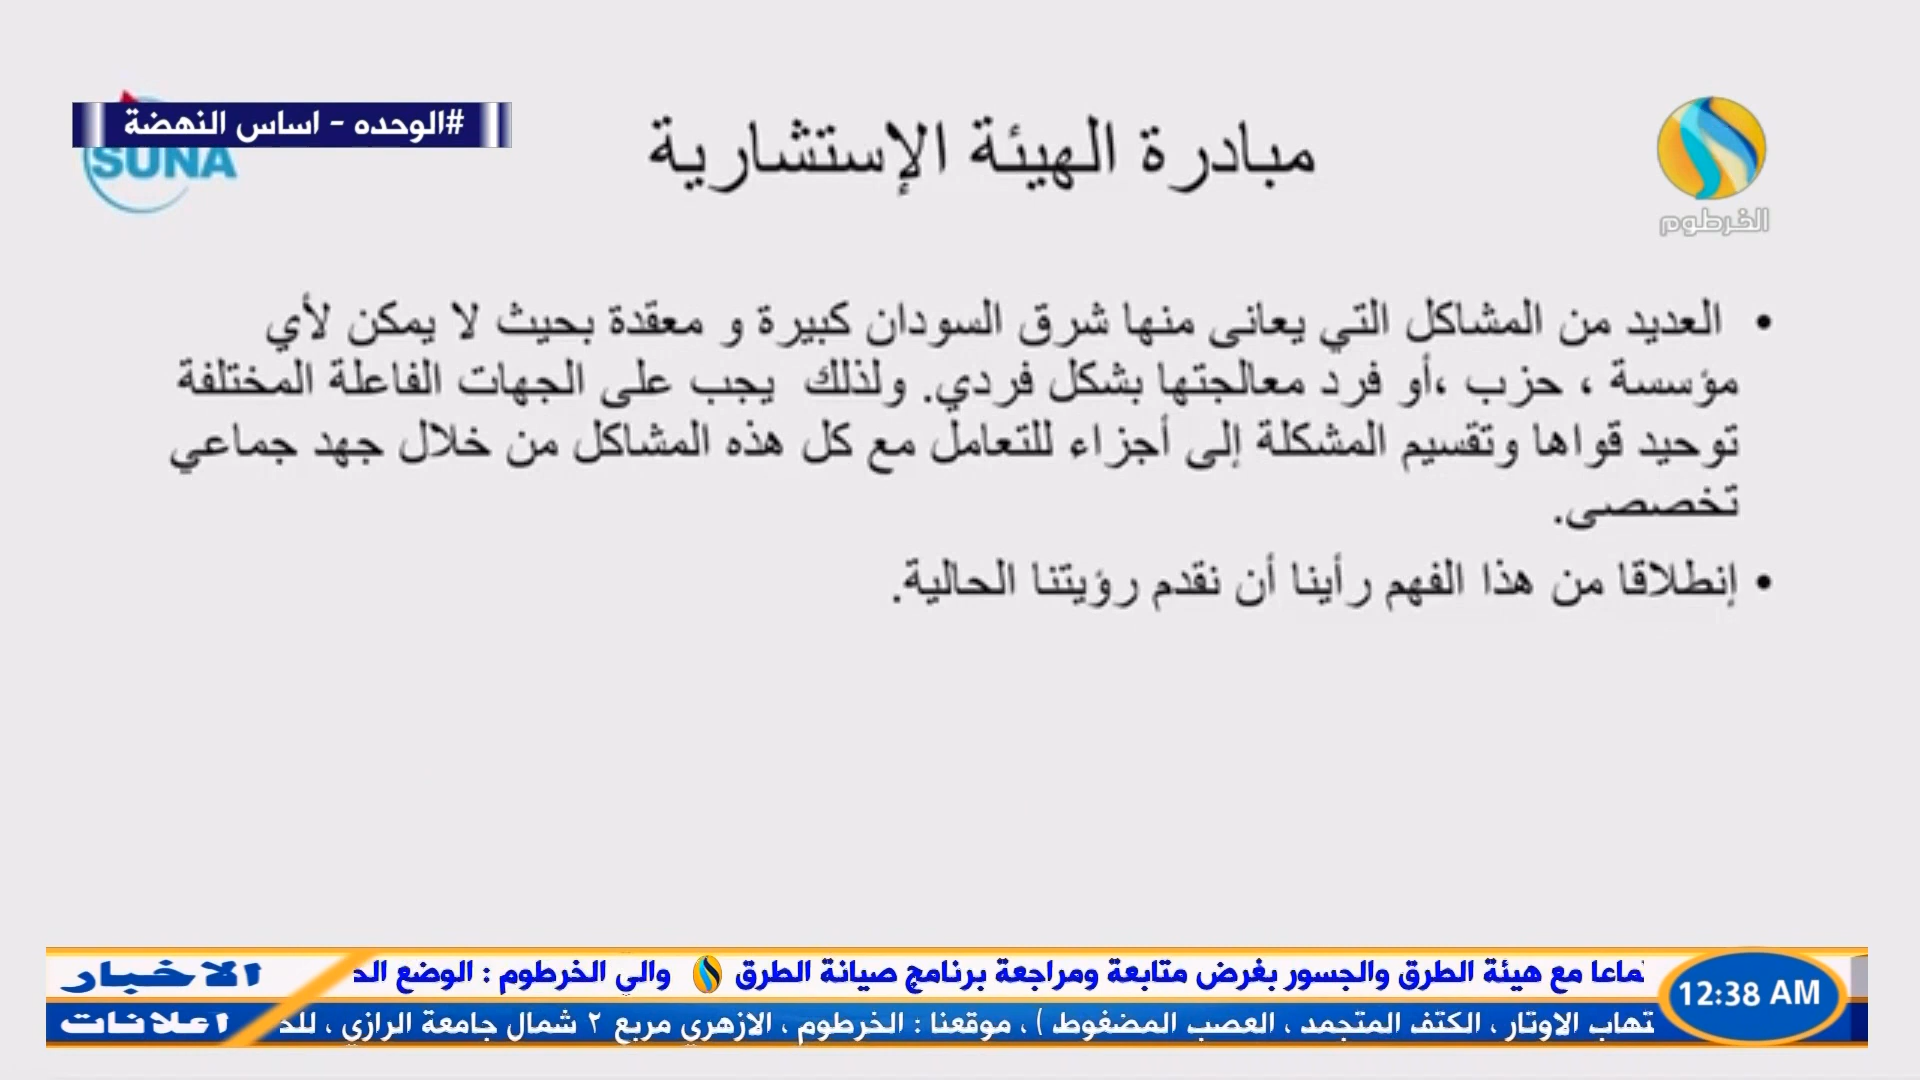 #الوحده - اساس النهضة
SUNA
مبادرة الهيئة الإستشارية
الخرطوم
• العديد من المشاكل التي يعانى منها شرق السودان كبيرة و معقدة بحيث لا يمكن لأي
مؤسسة ، حزب ،أو فرد معالجتها بشكل فردي. ولذلك يجب على الجهات الفاعلة المختلفة
توحيد قواها وتقسيم المشكلة إلى أجزاء للتعامل مع كل هذه المشاكل من خلال جهد جماعي
تخصصى.
• إنطلاقا من هذا الفهم رأينا أن نقدم رؤيتنا الحالية.
مع هيئة الطرق والجسور بغرض متابعة ومراجعة برنامج صيانة الطرق والي الخرطوم : الوضع
الاخبار
12:38 AM
الاوتار ، الكتف المتجمد ، العصب المضغوط ) ، موقعنا : الخرطوم ، الازهري مربع ٢ شمال جامعة الرازي ،
اعلانات